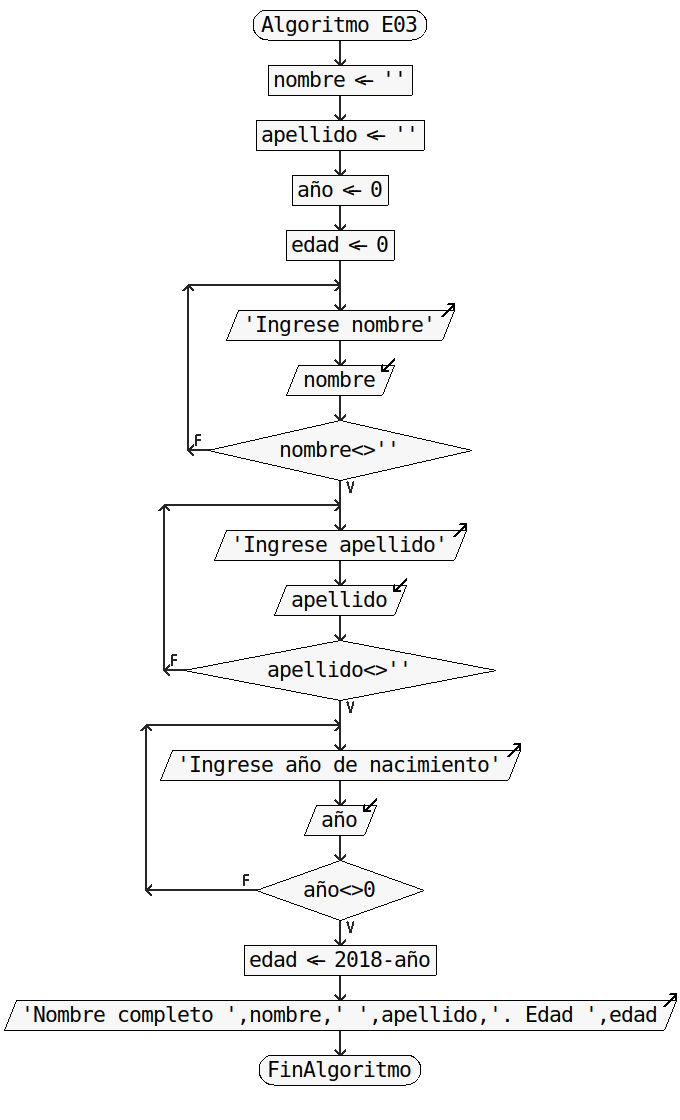 Algoritmo E03
nombre <- ''
apellido <- ''
año <- 0
edad <- 0
'Ingrese nombre'
nombre
F
nombre<>''
V
'Ingrese apellido'
apellido
F
apellido<>''
V
'Ingrese año de nacimiento'
año
F
año<>0
V
edad <- 2018-año
'Nombre completo ',nombre,' ',apellido,'. Edad ',edad
FinAlgoritmo